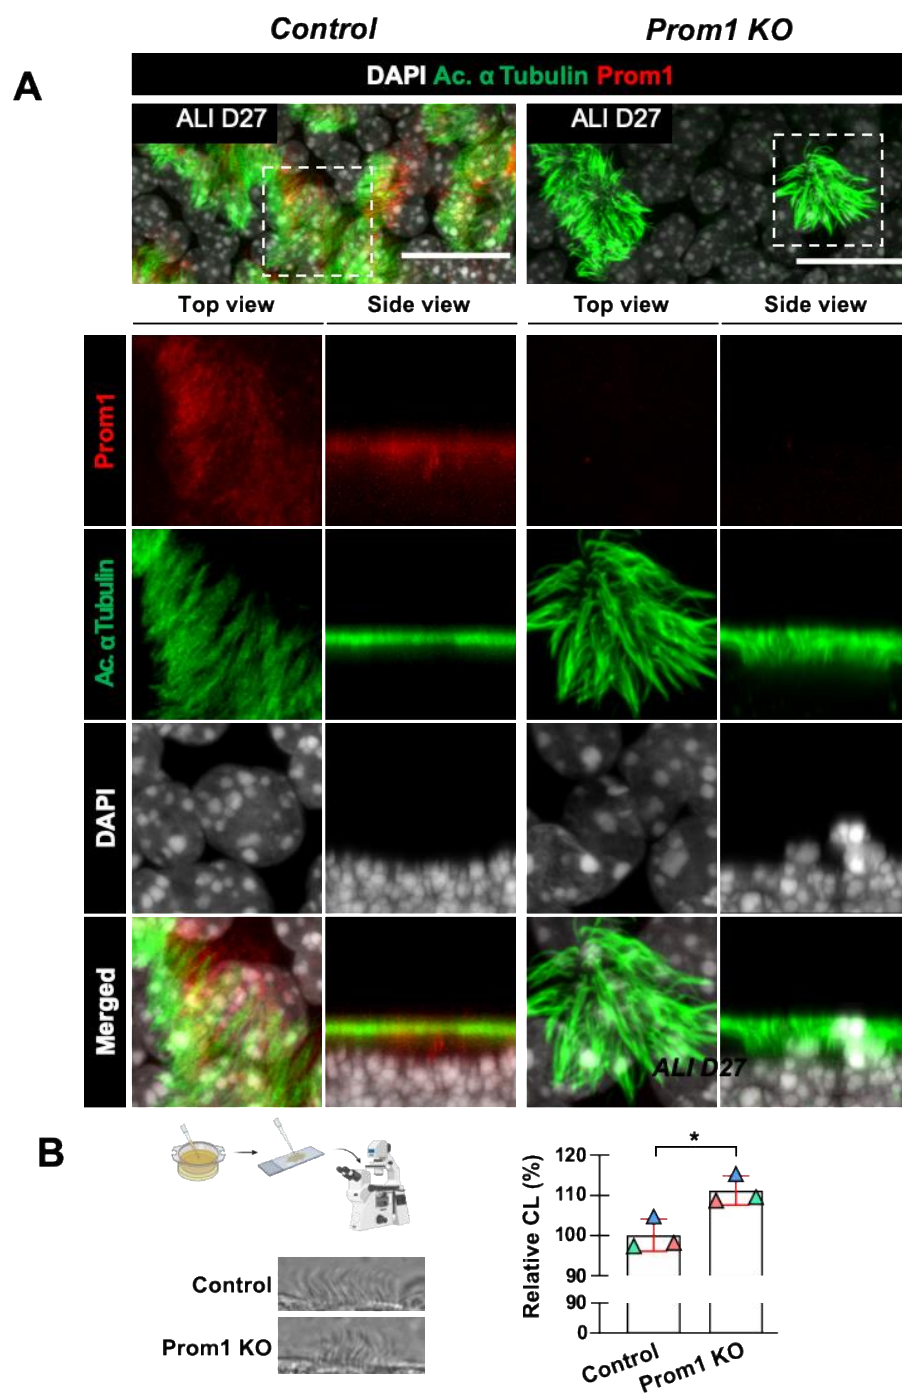 Control Prom1 KO
A
DAPI Ac. α Tubulin Prom1
ALI D27 ALI D27
Top view Side view Top view Side view
Prom1
Ac. α Tubulin
DAPI
Merged
ALI D27
B
Control
Prom1 KO
*
Relative CL (%)
120
110
100
90
90
0
Control Prom1 KO